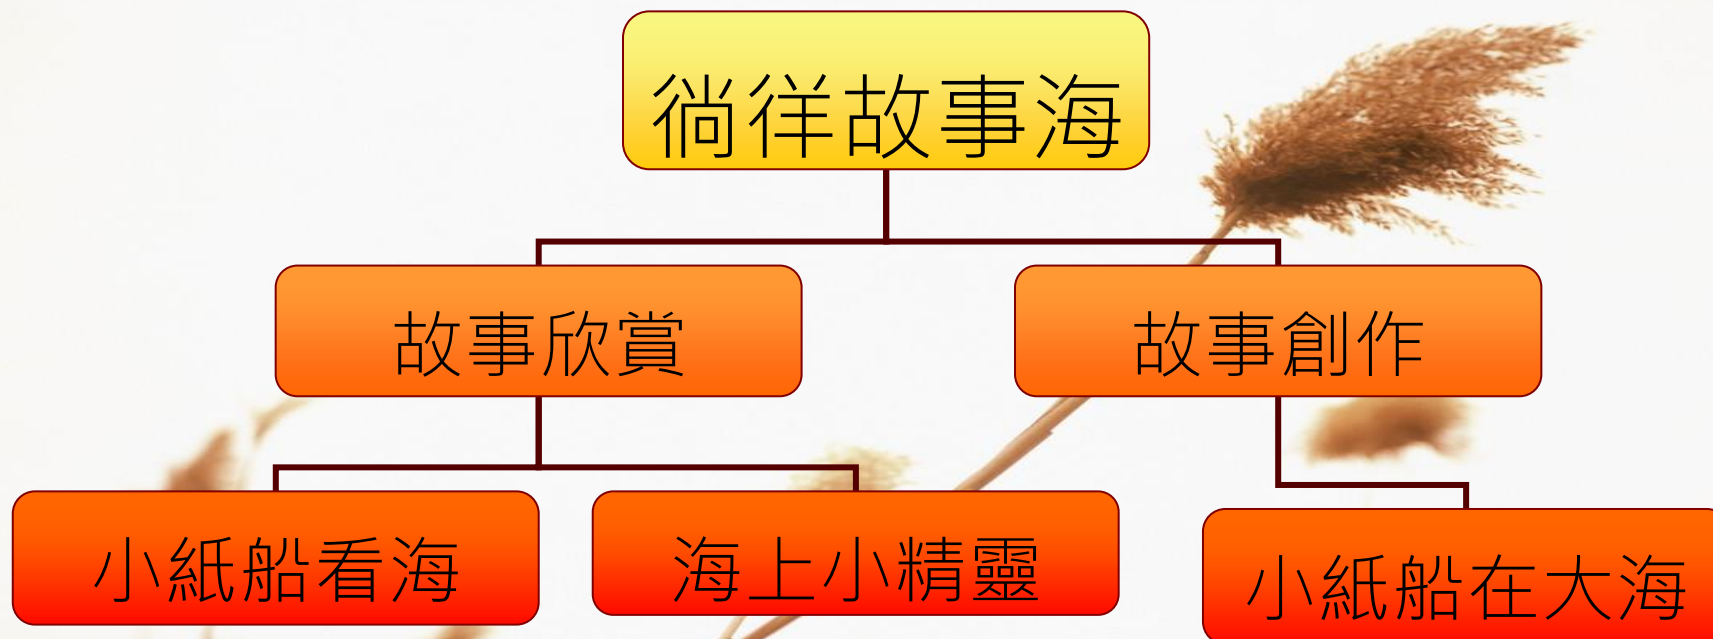 徜徉故事海
故事欣賞
故事創作
小紙船看海
海上小精靈
小紙船在大海